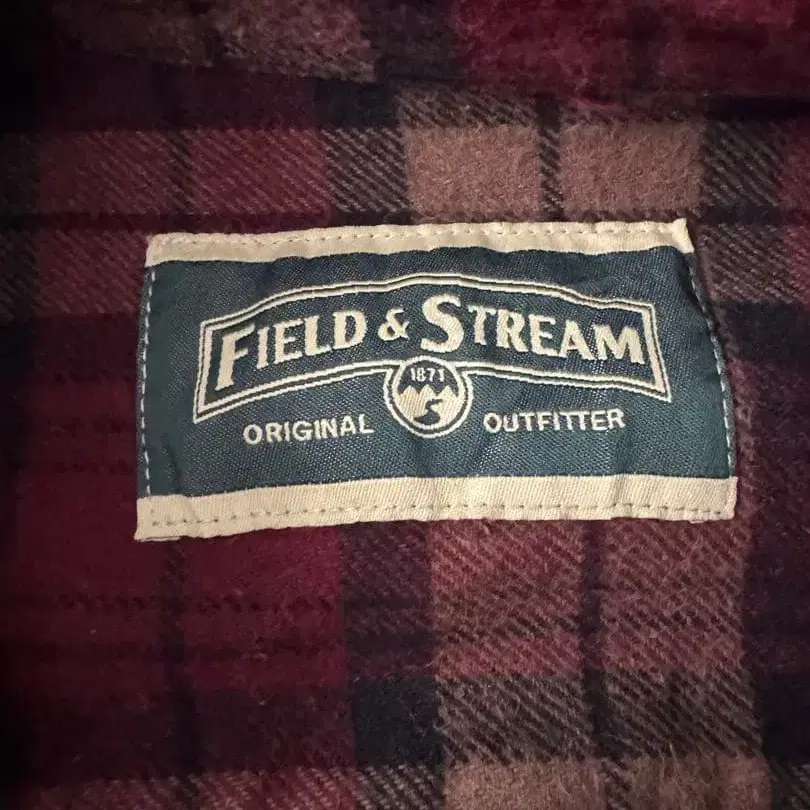 FIELD & STREAM
1871
ORIGINAL OUTFITTER